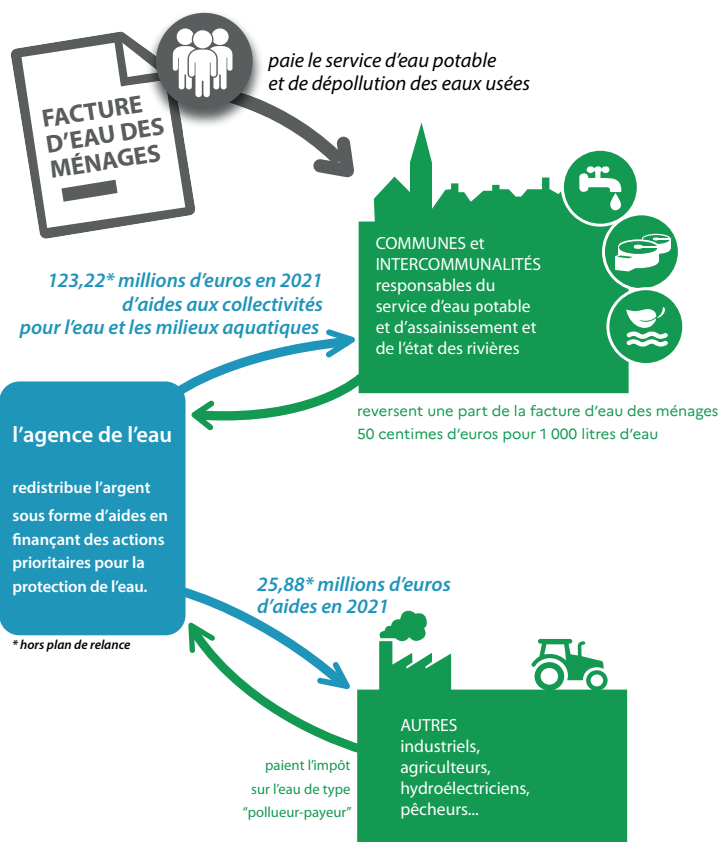 FACTURE
D'EAU DES
MÉNAGES
paie le service d'eau potable
et de dépollution des eaux usées
COMMUNES et
INTERCOMMUNALITÉS
responsables du
service d'eau potable
et d'assainissement et
de l'état des rivières
123,22* millions d'euros en 2021
d'aides aux collectivités
pour l'eau et les milieux aquatiques
reversent une part de la facture d'eau des ménages
50 centimes d'euros pour 1 000 litres d'eau
l'agence de l'eau
redistribue l'argent
sous forme d'aides en
finançant des actions
prioritaires pour la
protection de l'eau.
* hors plan de relance
25,88* millions d'euros
d'aides en 2021
AUTRES
industriels,
agriculteurs,
hydroélectriciens,
pêcheurs...
paient l'impôt
sur l'eau de type
“pollueur-payeur”